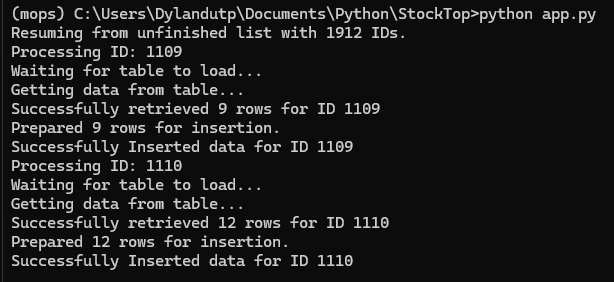 (mops) C:\Users\Dylandutp\Documents\Python\StockTop>python app.py
Resuming from unfinished list with 1912 IDs.
Processing ID: 1109
Waiting for table to load...
Getting data from table...
Successfully retrieved 9 rows for ID 1109
Prepared 9 rows for insertion.
Successfully Inserted data for ID 1109
Processing ID: 1110
Waiting for table to load...
Getting data from table...
Successfully retrieved 12 rows for ID 1110
Prepared 12 rows for insertion.
Successfully Inserted data for ID 1110